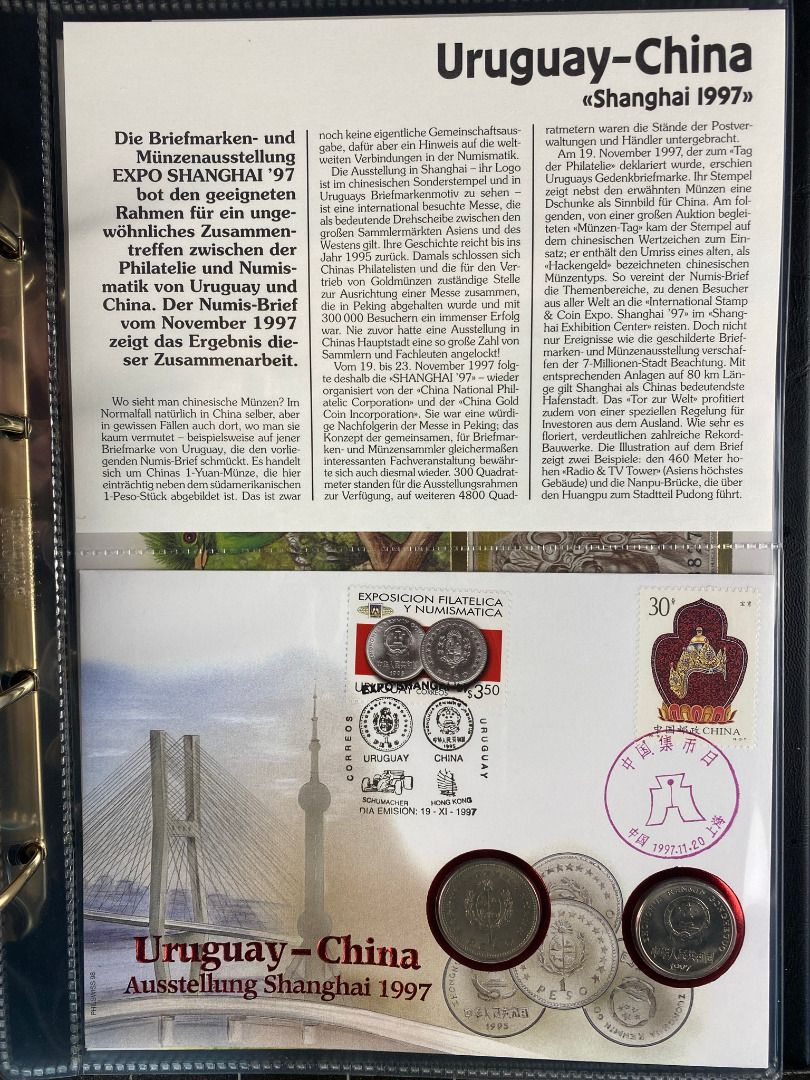 Uruguay–China
«Shanghai 1997»
Die Briefmarken- und
Münzenausstellung
EXPO SHANGHAI '97
bot den geeigneten
Rahmen für ein unge-
wöhnliches Zusammen-
treffen zwischen der
Philatelie und Numis-
matik von Uruguay und
China. Der Numis-Brief
vom November 1997
zeigt das Ergebnis die-
ser Zusammenarbeit.
Wo sieht man chinesische Münzen? Im
Normalfall natürlich in China selber, aber
in gewissen Fällen auch dort, wo man sie
kaum vermutet – beispielsweise auf jener
Briefmarke von Uruguay, die den vorlie-
genden Numis-Brief schmückt. Es handelt
sich um Chinas 1-Yuan-Münze, die hier
einträchtig neben dem südamerikanischen
1-Peso-Stück abgebildet ist. Das ist zwar
noch keine eigentliche Gemeinschaftsaus-
gabe, dafür aber ein Hinweis auf die welt-
weiten Verbindungen in der Numismatik.
Die Ausstellung in Shanghai – ihr Logo
ist im chinesischen Sonderstempel und in
Uruguays Briefmarkenmotiv zu sehen –
ist eine international besuchte Messe, die
als bedeutende Drehscheibe zwischen den
großen Sammlermärkten Asiens und des
Westens gilt. Ihre Geschichte reicht bis ins
Jahr 1995 zurück. Damals schlossen sich
Chinas Philatelisten und die für den Ver-
trieb von Goldmünzen zuständige Stelle
zur Ausrichtung einer Messe zusammen,
die in Peking abgehalten wurde und mit
300 000 Besuchern ein immenser Erfolg
war. Nie zuvor hatte eine Ausstellung in
Chinas Hauptstadt eine so große Zahl von
Sammlern und Fachleuten angelockt!
Vom 19. bis 23. November 1997 folg-
te deshalb die «SHANGHAI '97» – wieder
organisiert von der «China National Phil-
atelic Corporation» und der «China Gold
Coin Incorporation». Sie war eine würdi-
ge Nachfolgerin der Messe in Peking; das
Konzept der gemeinsamen, für Briefmar-
ken- und Münzensammler gleichermaßen
interessanten Fachveranstaltung bewähr-
te sich auch diesmal wieder. 300 Quadrat-
meter standen für die Ausstellungsrahmen
zur Verfügung, auf weiteren 4800 Quad-
ratmetern waren die Stände der Postver-
waltungen und Händler untergebracht.
Am 19. November 1997, der zum «Tag
der Philatelie» deklariert wurde, erschien
Uruguays Gedenkbriefmarke. Ihr Stempel
zeigt nebst den erwähnten Münzen eine
Dschunke als Sinnbild für China. Am fol-
genden, von einer großen Auktion beglei-
teten «Münzen-Tag» kam der Stempel auf
dem chinesischen Wertzeichen zum Ein-
satz; er enthält den Umriss eines alten, als
«Hackengeld» bezeichneten chinesischen
Münzentyps. So vereint der Numis-Brief
die Themenbereiche, zu denen Besucher
aus aller Welt an die «International Stamp
& Coin Expo. Shanghai '97» im «Shang-
hai Exhibition Center» reisten. Doch nicht
nur Ereignisse wie die geschilderte Brief-
marken- und Münzenausstellung verschaf-
fen der 7-Millionen-Stadt Beachtung. Mit
entsprechenden Anlagen auf 80 km Län-
ge gilt Shanghai als Chinas bedeutendste
Hafenstadt. Das «Tor zur Welt» profitiert
zudem von einer speziellen Regelung für
Investoren aus dem Ausland. Wie sehr es
floriert, verdeutlichen zahlreiche Rekord-
Bauwerke. Die Illustration auf dem Brief
zeigt zwei Beispiele: den 460 Meter ho-
hen «Radio & TV Tower» (Asiens höchstes
Gebäude) und die Nanpu-Brücke, die über
den Huangpu zum Stadtteil Pudong führt.
EXPOSICION FILATELICA
Y NUMISMATICA
CORREOS
$3.50
EXPO SHANGHAI
CORREOS
URUGUAY
URUGUAY CHINA
1995
SCHUMACHER HONG KONG
DIA EMISION: 19 - XI - 1997
30分
中国邮政 CHINA
中国集币日
中国 1997.11.20 上海
中华人民共和国
1997
PESO
1995
Uruguay–China
Ausstellung Shanghai 1997
PHILSWISS 98